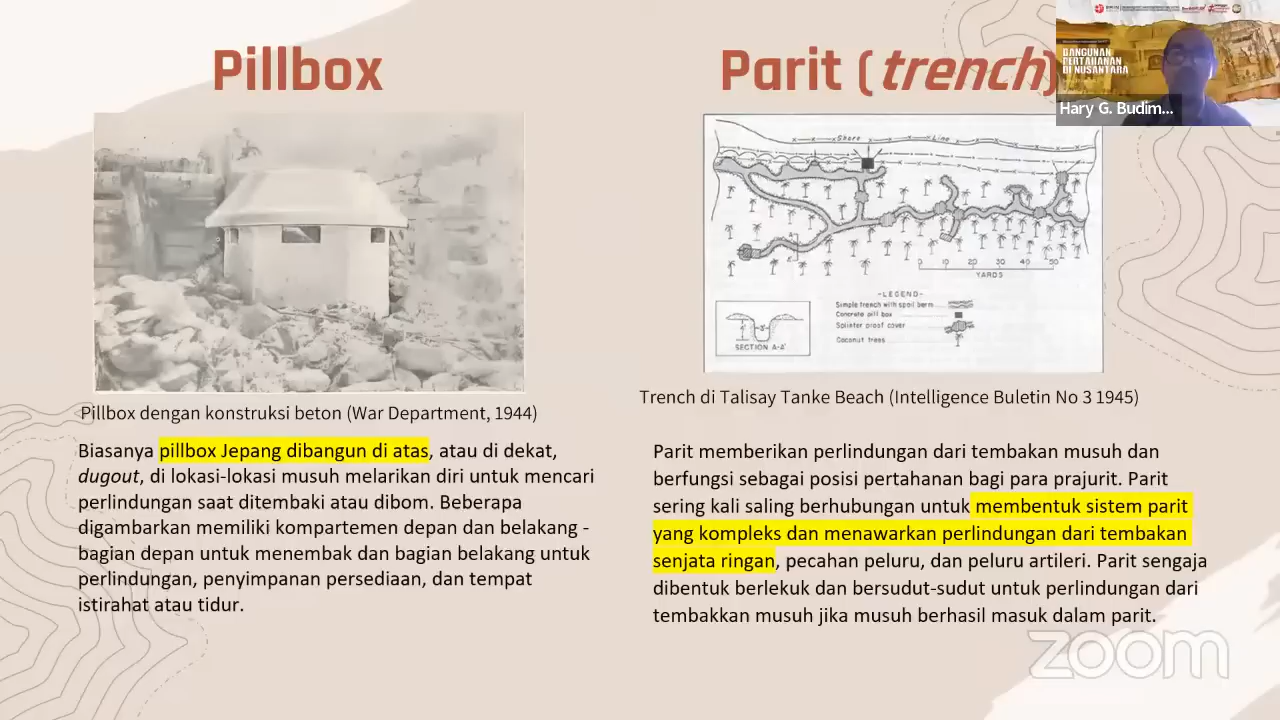 Pillbox
Pillbox dengan konstruksi beton (War Department, 1944)
Biasanya pillbox Jepang dibangun di atas, atau di dekat,
dugout, di lokasi-lokasi musuh melarikan diri untuk mencari
perlindungan saat ditembaki atau dibom. Beberapa
digambarkan memiliki kompartemen depan dan belakang -
bagian depan untuk menembak dan bagian belakang untuk
perlindungan, penyimpanan persediaan, dan tempat
istirahat atau tidur.
Parit (trench)
Shore Line
0 10 20 30 40 50
YARDS
-LEGEND-
Simple trench with spoil berm
Concrete pill box
Splinter proof cover
Coconut trees
SECTION A-A'
Trench di Talisay Tanke Beach (Intelligence Buletin No 3 1945)
Parit memberikan perlindungan dari tembakan musuh dan
berfungsi sebagai posisi pertahanan bagi para prajurit. Parit
sering kali saling berhubungan untuk membentuk sistem parit
yang kompleks dan menawarkan perlindungan dari tembakan
senjata ringan, pecahan peluru, dan peluru artileri. Parit sengaja
dibentuk berlekuk dan bersudut-sudut untuk perlindungan dari
tembakkan musuh jika musuh berhasil masuk dalam parit.
BANGUNAN
PERTAHANAN
DI NUSANTARA
Hary G. Budim...
zoom